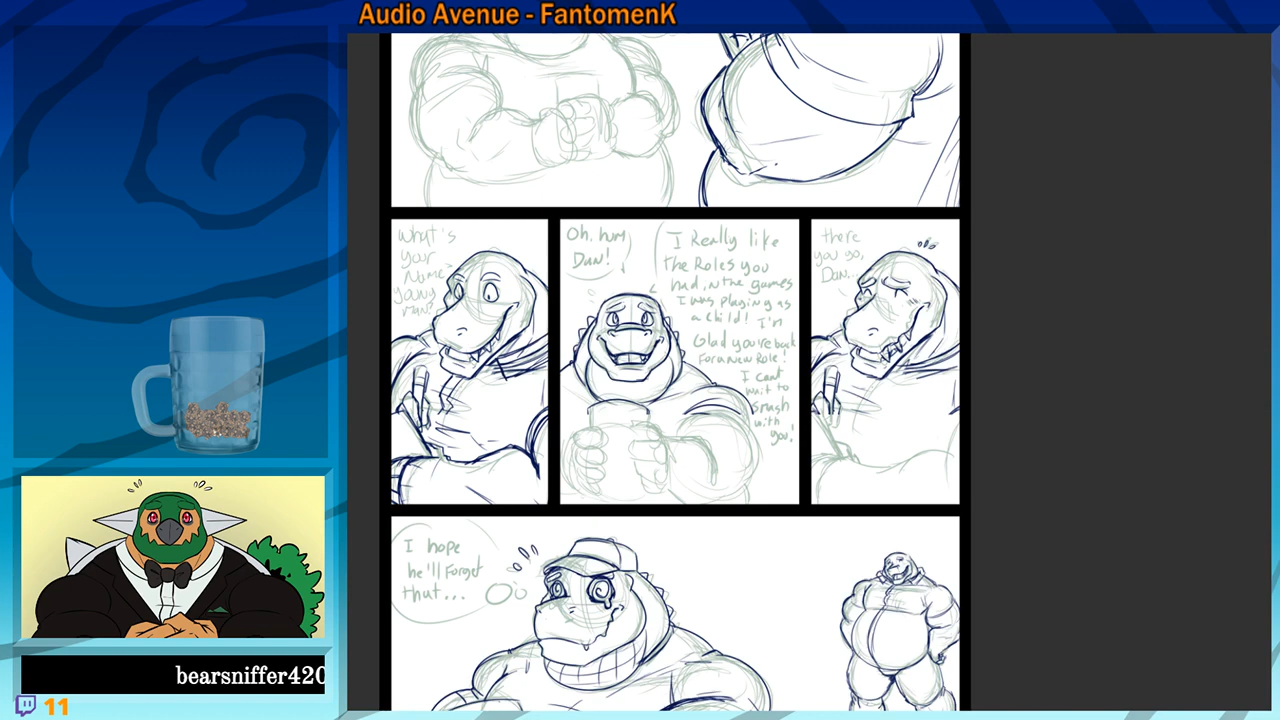 Audio Avenue - FantomenK
What's
your
Name
young
Man?
Oh, hum
Dan!
I Really like
the Roles you
had in the games
I was playing as
a child! I'm
Glad you're back
For a new Role!
I can't
wait to
smash
with
you!
there
you go,
Dan...
I hope
he'll Forget
that...
bearsniffer420
11